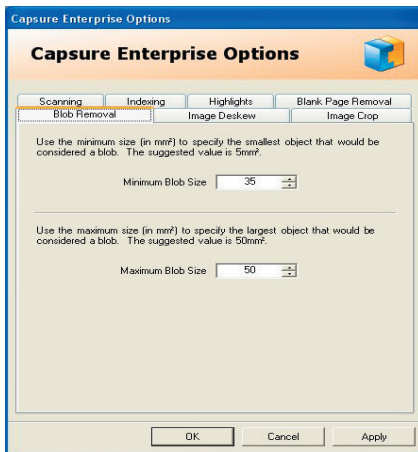 Capsure Enterprise Options
Capsure Enterprise Options
Scanning Indexing Highlights Blank Page Removal
Blob Removal Image Deskew Image Crop
Use the minimum size (in mm²) to specify the smallest object that would be
considered a blob. The suggested value is 5mm².
Minimum Blob Size 35
Use the maximum size (in mm²) to specify the largest object that would be
considered a blob. The suggested value is 50mm².
Maximum Blob Size 50
OK Cancel Apply